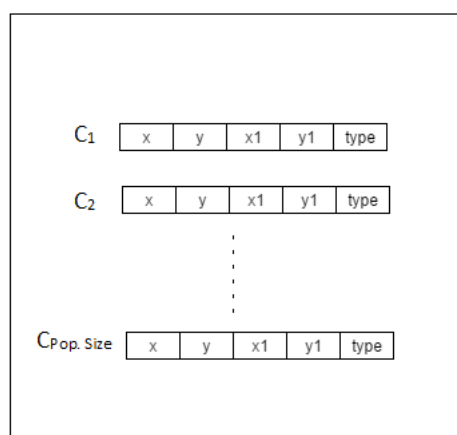 C1 x y x1 y1 type
C2 x y x1 y1 type
CPop. Size x y x1 y1 type